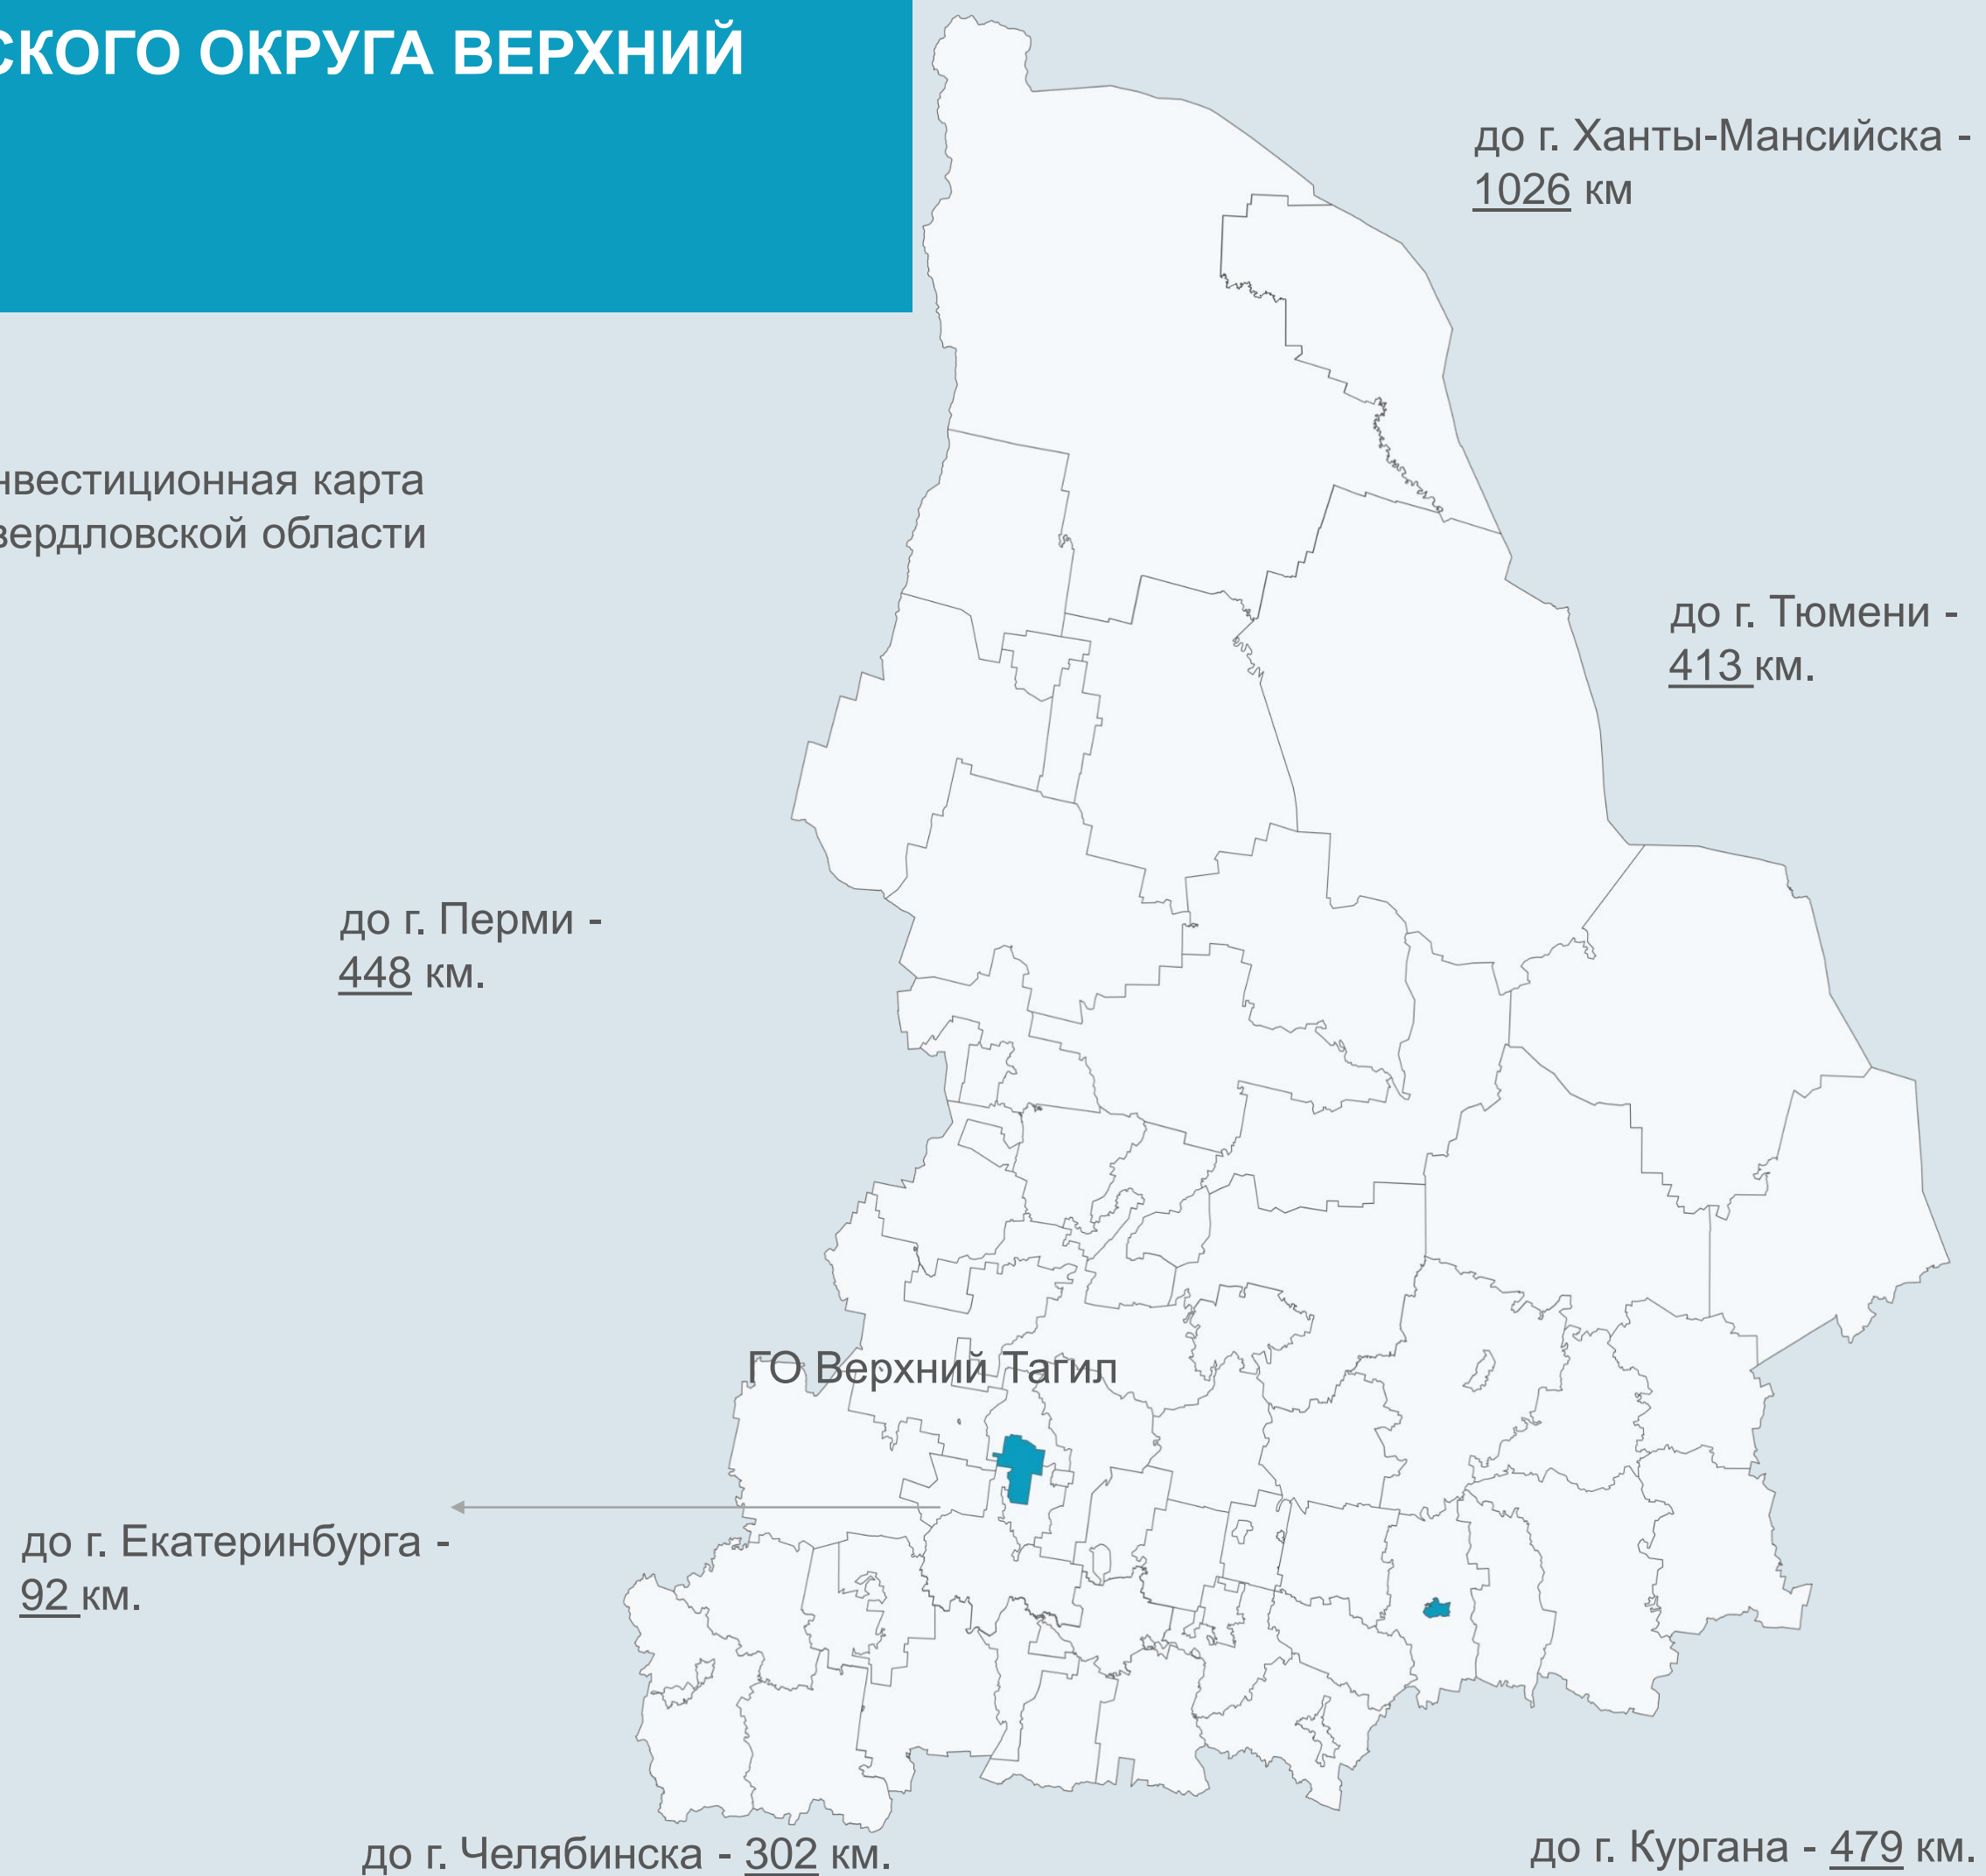 СКОГО ОКРУГА ВЕРХНИЙ
до г. Ханты-Мансийска -
1026 км
нвестиционная карта
вердловской области
до г. Тюмени -
413 км.
до г. Перми -
448 км.
ГО Верхний Тагил
до г. Екатеринбурга -
92 км.
до г. Челябинска - 302 км.
до г. Кургана - 479 км.